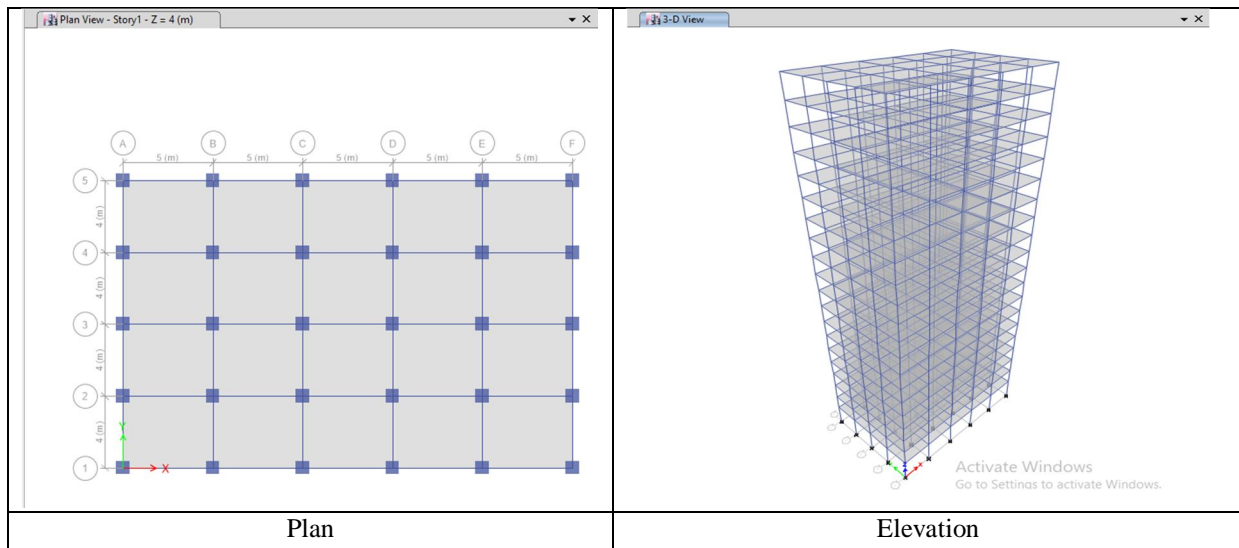 Plan View - Story1 - Z = 4 (m)
A B C D E F
5 (m) 5 (m) 5 (m) 5 (m) 5 (m)
5
4 (m)
4
4 (m)
3
4 (m)
2
4 (m)
Y
1
X
Plan
3-D View
Z
Y
X
Activate Windows
Go to Settings to activate Windows.
Elevation